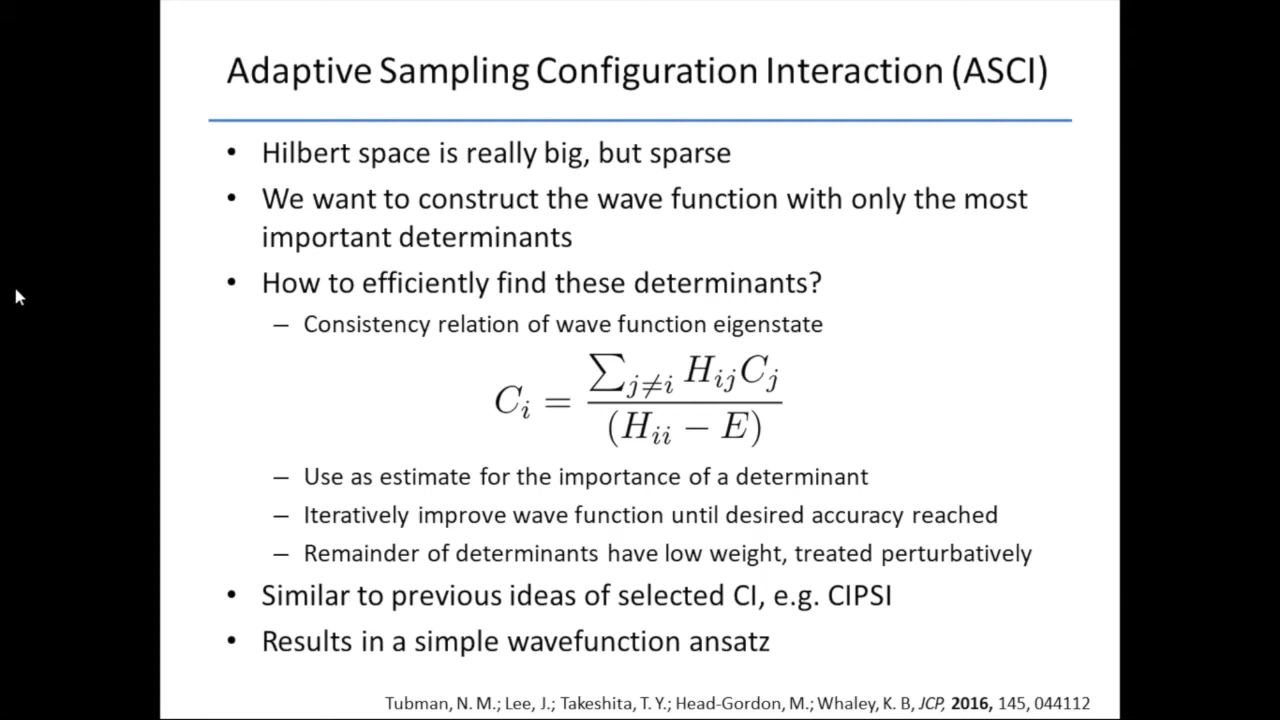 Adaptive Sampling Configuration Interaction (ASCI)
• Hilbert space is really big, but sparse
• We want to construct the wave function with only the most
important determinants
• How to efficiently find these determinants?
– Consistency relation of wave function eigenstate
C_i = \frac{\sum_{j \neq i} H_{ij} C_j}{(H_{ii} - E)}
– Use as estimate for the importance of a determinant
– Iteratively improve wave function until desired accuracy reached
– Remainder of determinants have low weight, treated perturbatively
• Similar to previous ideas of selected CI, e.g. CIPSI
• Results in a simple wavefunction ansatz
Tubman, N. M.; Lee, J.; Takeshita, T. Y.; Head-Gordon, M.; Whaley, K. B, JCP, 2016, 145, 044112